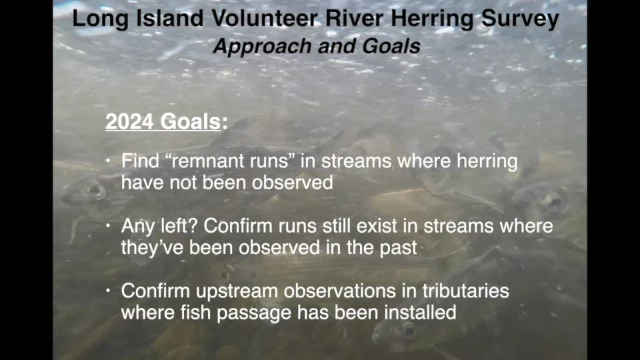 Long Island Volunteer River Herring Survey
Approach and Goals
2024 Goals:
· Find “remnant runs” in streams where herring
have not been observed
· Any left? Confirm runs still exist in streams where
they’ve been observed in the past
· Confirm upstream observations in tributaries
where fish passage has been installed